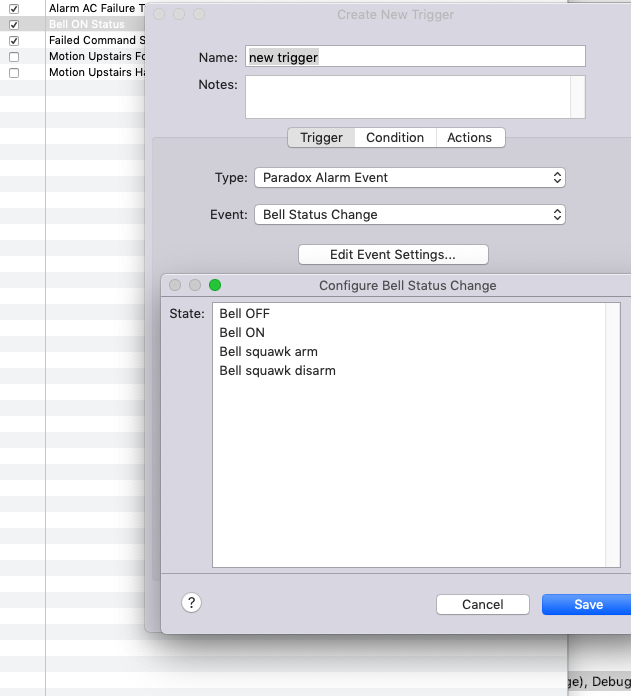 Alarm AC Failure T
Bell ON Status
Failed Command S
Motion Upstairs Fo
Motion Upstairs Ha
Create New Trigger
Name: new trigger
Notes:
Trigger Condition Actions
Type: Paradox Alarm Event
Event: Bell Status Change
Edit Event Settings...
Configure Bell Status Change
State: Bell OFF
Bell ON
Bell squawk arm
Bell squawk disarm
? Cancel Save
ge), Debug